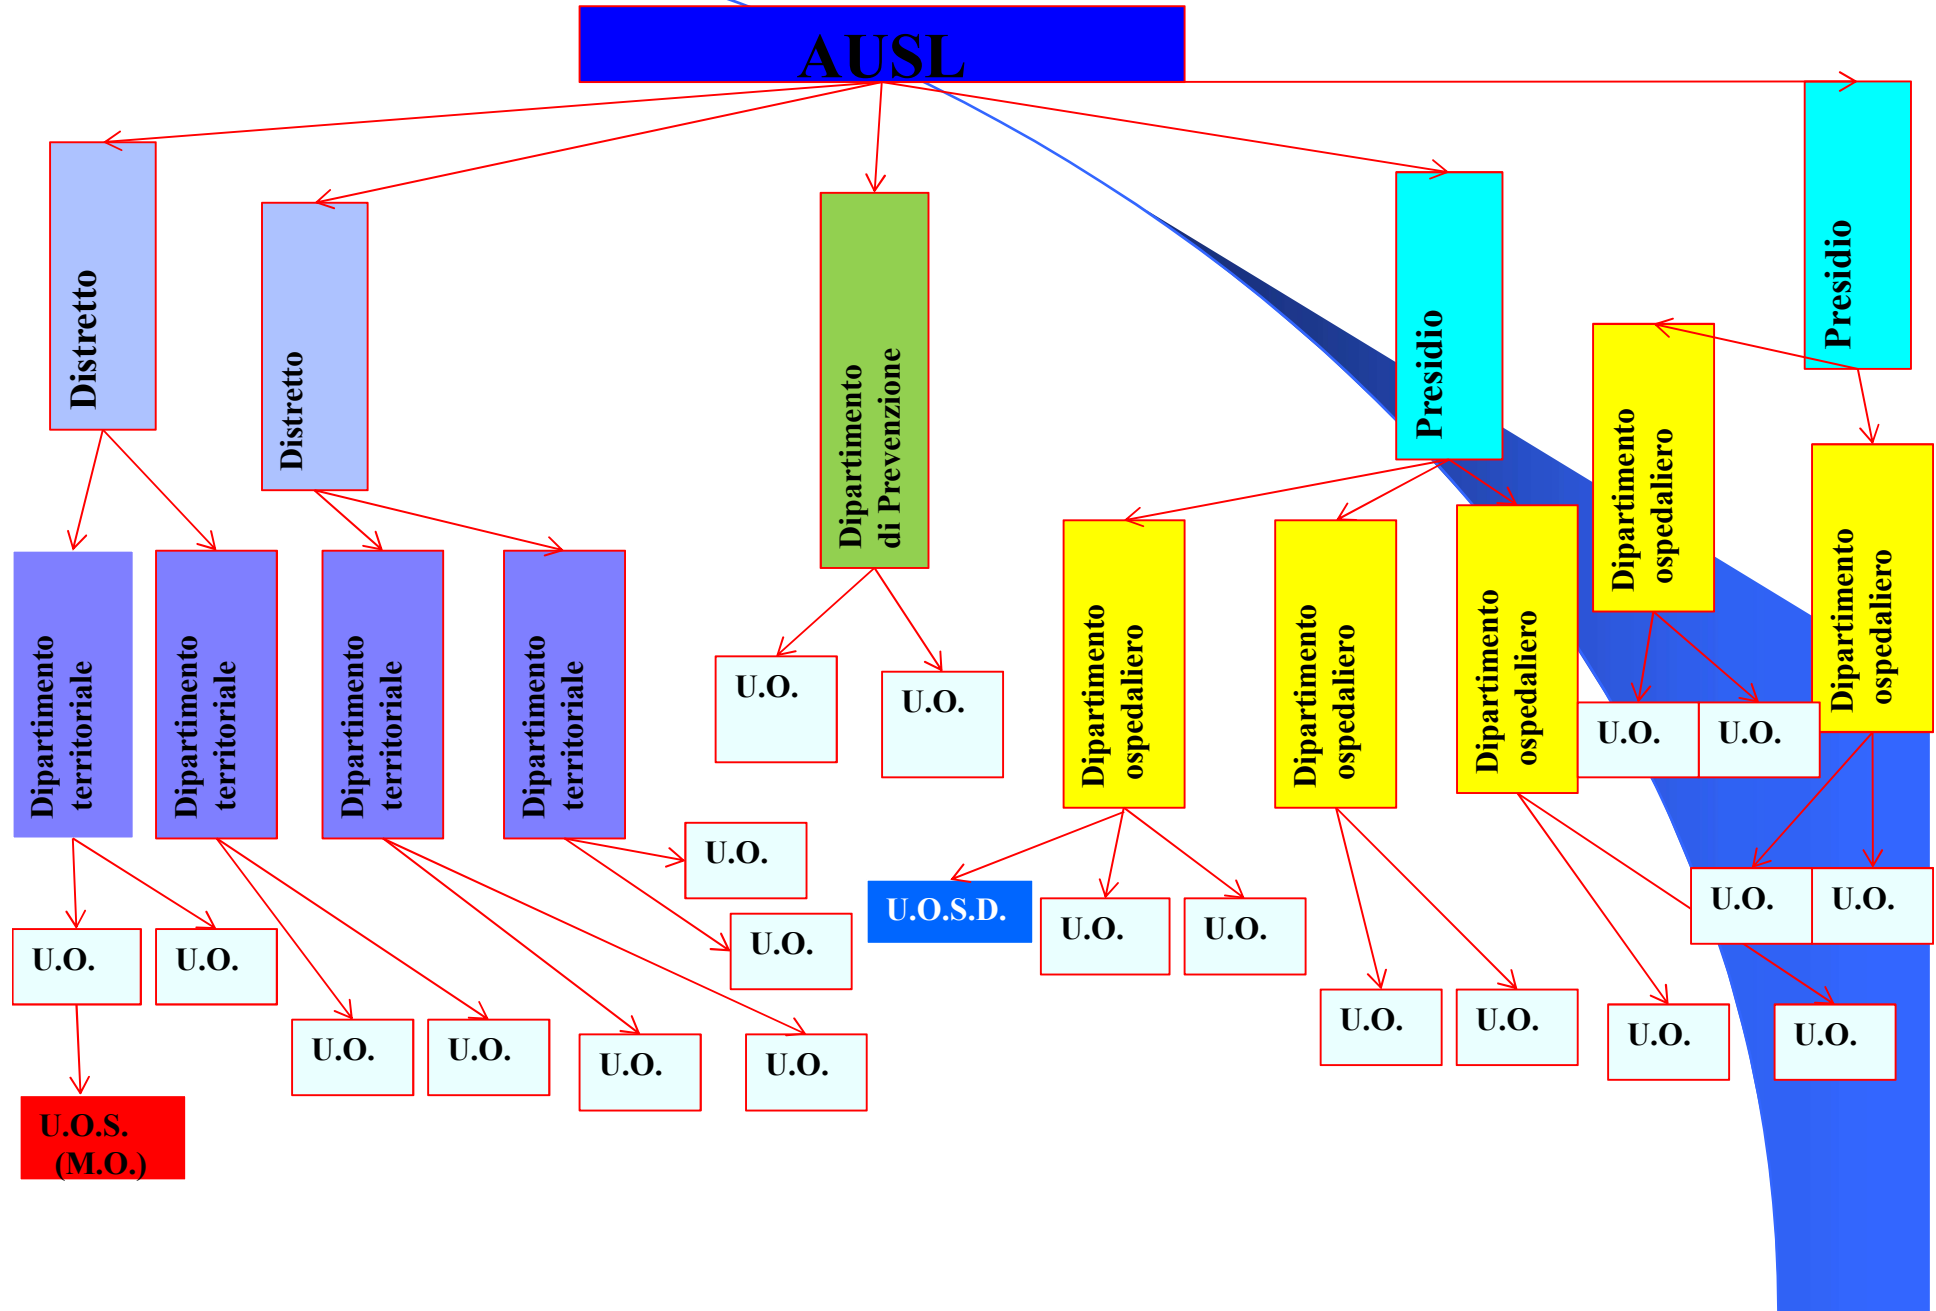 AUSL
Distretto
Distretto
Dipartimento
di Prevenzione
Presidio
Presidio
Dipartimento
ospedaliero
Dipartimento
ospedaliero
Dipartimento
territoriale
Dipartimento
territoriale
Dipartimento
territoriale
Dipartimento
territoriale
Dipartimento
ospedaliero
Dipartimento
ospedaliero
Dipartimento
ospedaliero
U.O.
U.O.
U.O.
U.O.
U.O.
U.O.
U.O.S.D.
U.O.
U.O.
U.O.
U.O.
U.O.
U.O.
U.O.
U.O.
U.O.
U.O.
U.O.
U.O.
U.O.
U.O.
U.O.S.
(M.O.)